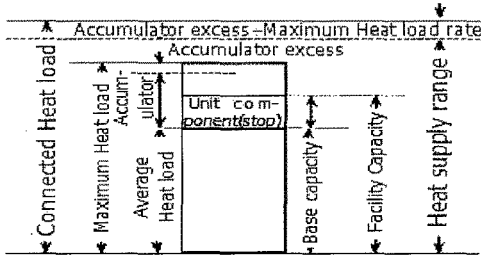 Accumulator excess-Maximum Heat load rate
Accumulator excess
Connected Heat load
Maximum Heat load
Accum-
ulator
Average
Heat load
Unit com-
ponent(stop)
Base capacity
Facility Capacity
Heat supply range